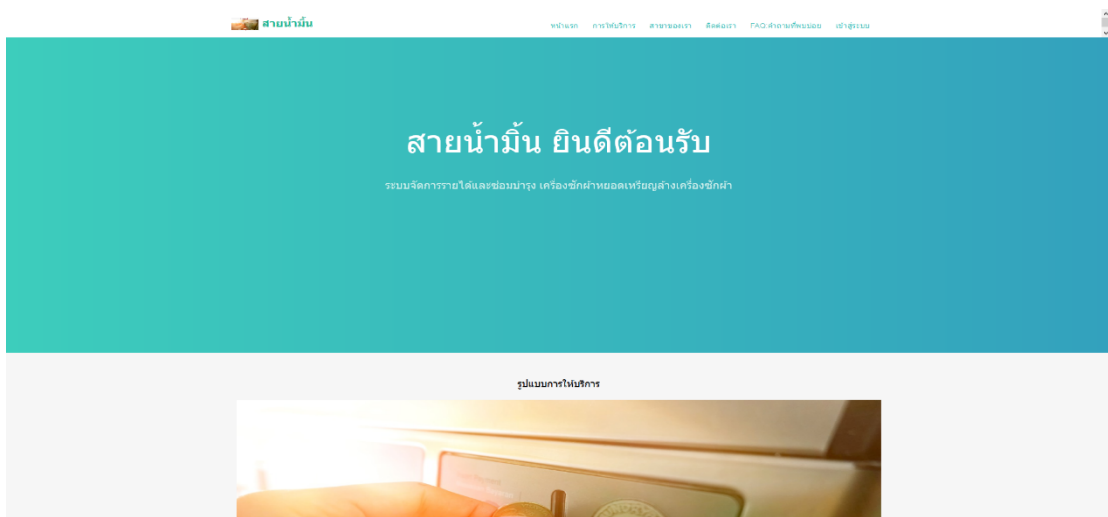 สายน้ำมิ้น
หน้าแรก การให้บริการ สาขาของเรา ติดต่อเรา FAQ คำถามที่พบบ่อย เข้าสู่ระบบ
สายน้ำมิ้น ยินดีต้อนรับ
ระบบจัดการรายได้และซ่อมบำรุง เครื่องซักผ้าหยอดเหรียญล้างเครื่องซักผ้า
รูปแบบการให้บริการ